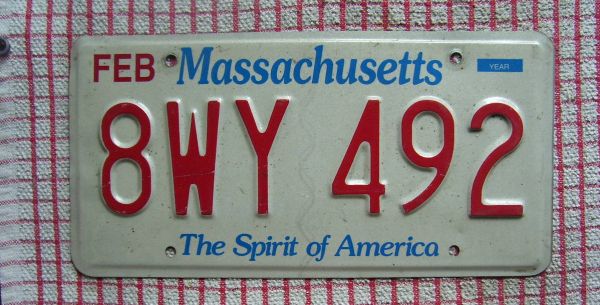 FEB Massachusetts YEAR
8WY 492
The Spirit of America